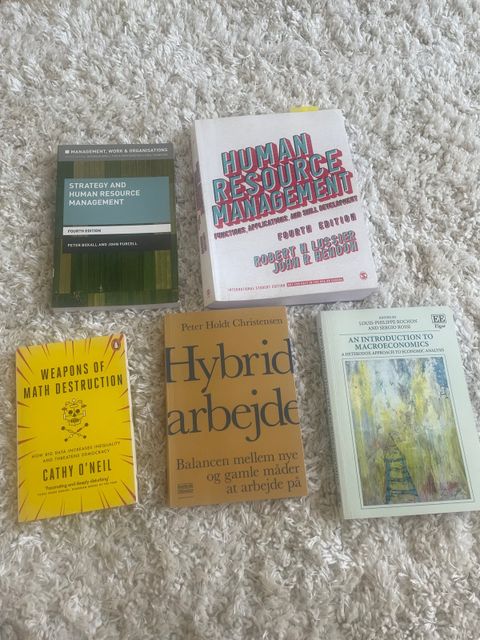 MANAGEMENT, WORK & ORGANISATIONS
STRATEGY AND
HUMAN RESOURCE
MANAGEMENT
FOURTH EDITION
PETER BOXALL AND JOHN PURCELL
HUMAN
RESOURCE
MANAGEMENT
FUNCTIONS, APPLICATIONS, AND SKILL DEVELOPMENT
FOURTH EDITION
ROBERT N. LUSSIER
JOHN R. HENDON
INTERNATIONAL STUDENT EDITION
WEAPONS OF
MATH DESTRUCTION
HOW BIG DATA INCREASES INEQUALITY
AND THREATENS DEMOCRACY
CATHY O'NEIL
'Fascinating and deeply disturbing'
Peter Holdt Christensen
Hybrid
arbejde
Balancen mellem nye
og gamle måder
at arbejde på
EDITED BY
LOUIS-PHILIPPE ROCHON
AND SERGIO ROSSI
EE
Elgar
AN INTRODUCTION TO
MACROECONOMICS
A HETERODOX APPROACH TO ECONOMIC ANALYSIS